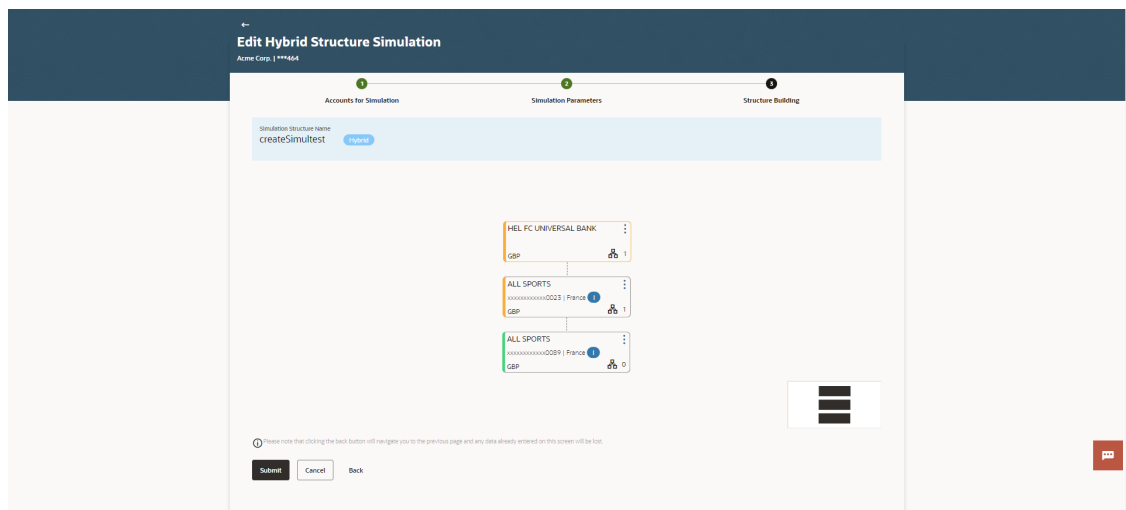 ←
Edit Hybrid Structure Simulation
Acme Corp. | ***464
1
2
3
Accounts for Simulation
Simulation Parameters
Structure Building
Simulation Structure Name
createSimultest
Hybrid
HEL FC UNIVERSAL BANK
GBP
1
ALL SPORTS
xxxxxxxxxxxx0023 | France I
GBP
1
ALL SPORTS
xxxxxxxxxxxx0089 | France I
GBP
0
Please note that clicking the back button will navigate you to the previous page and any data already entered on this screen will be lost.
Submit
Cancel
Back